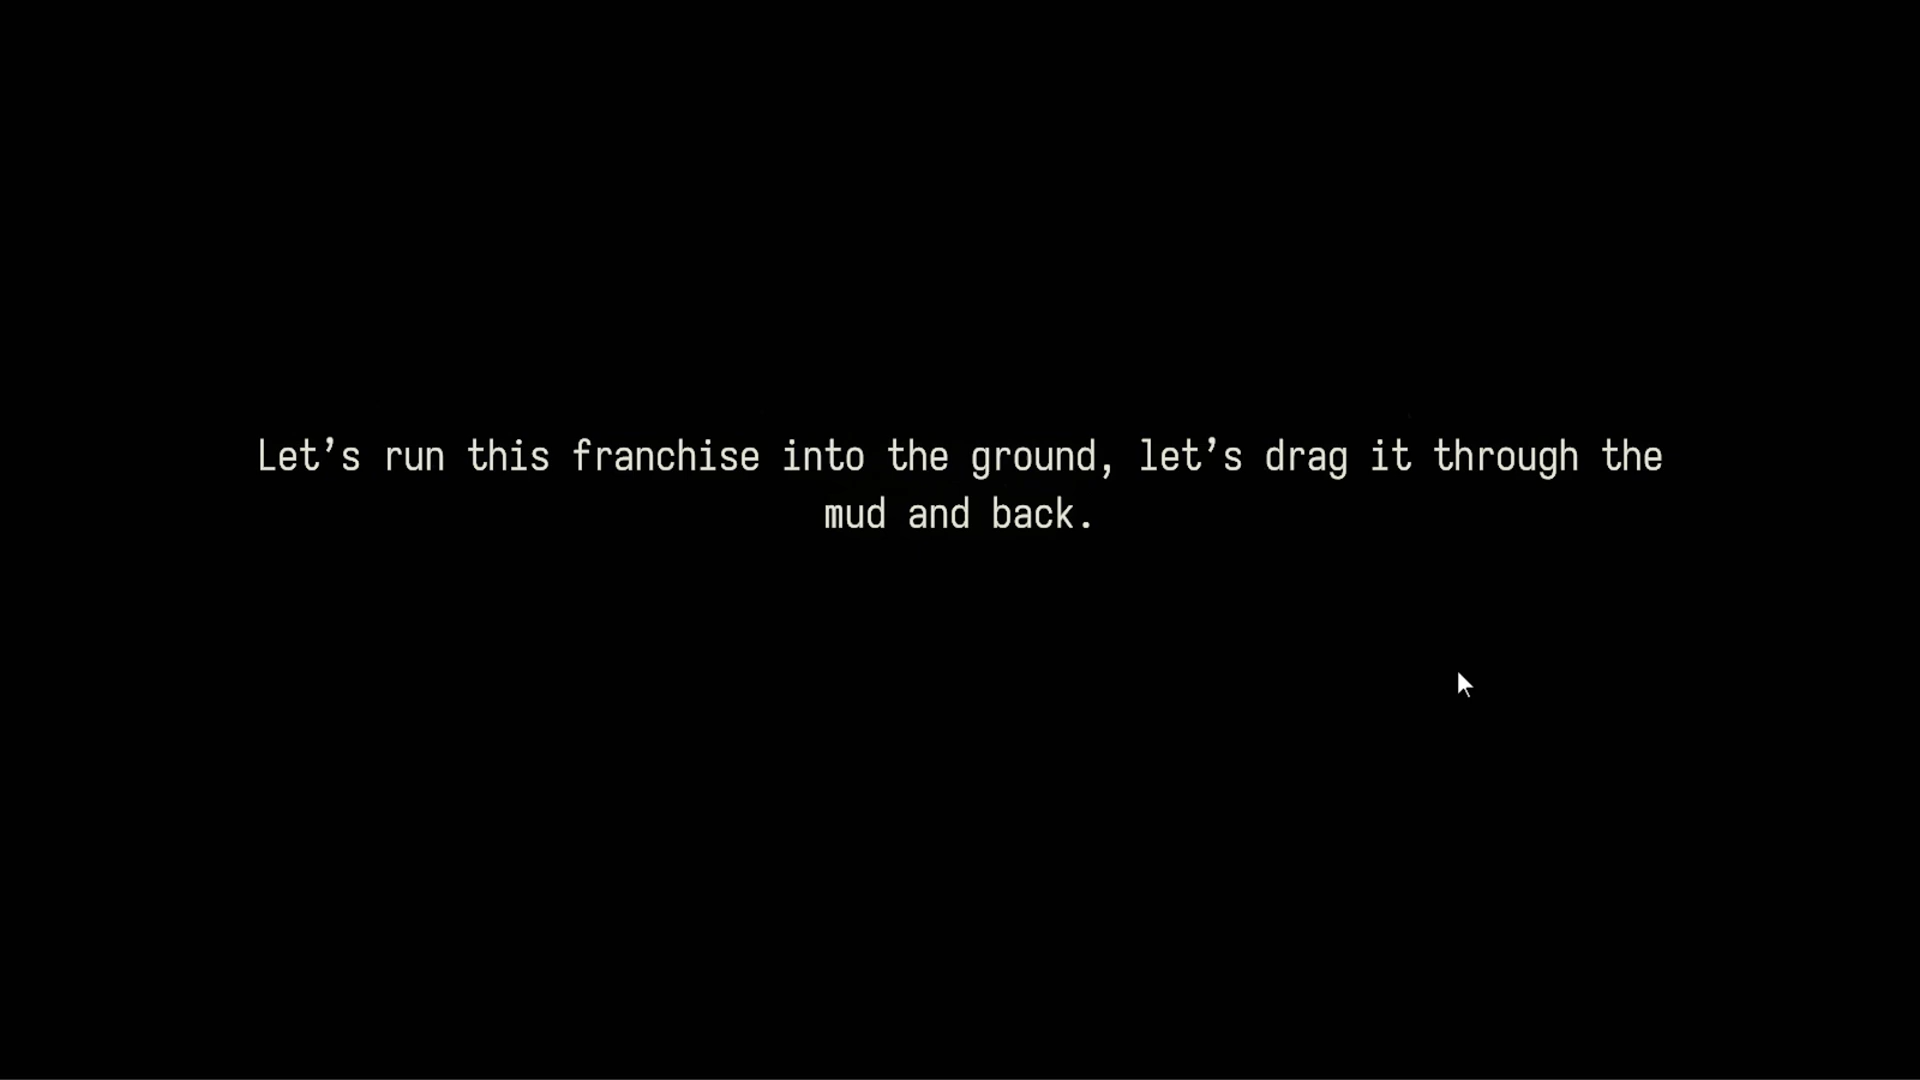 Let’s run this franchise into the ground, let’s drag it through the
mud and back.